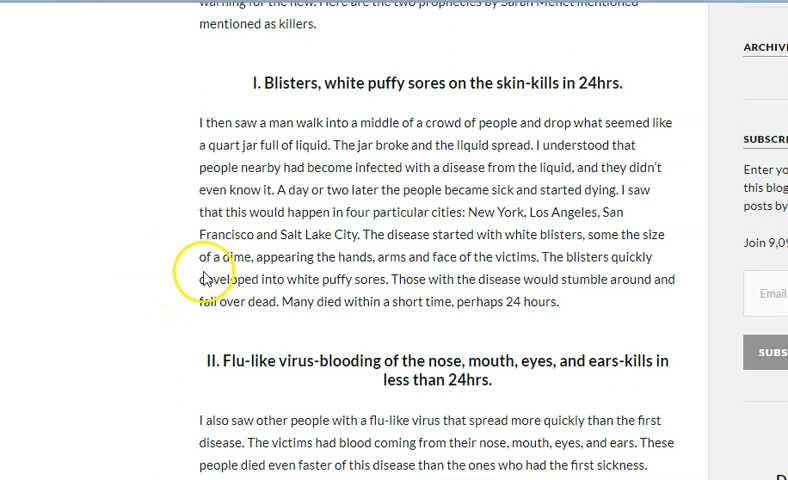 warning for the new. Here are the two prophecies by Sarah Menet mentioned
mentioned as killers.
I. Blisters, white puffy sores on the skin-kills in 24hrs.
I then saw a man walk into a middle of a crowd of people and drop what seemed like
a quart jar full of liquid. The jar broke and the liquid spread. I understood that
people nearby had become infected with a disease from the liquid, and they didn't
even know it. A day or two later the people became sick and started dying. I saw
that this would happen in four particular cities: New York, Los Angeles, San
Francisco and Salt Lake City. The disease started with white blisters, some the size
of a dime, appearing the hands, arms and face of the victims. The blisters quickly
developed into white puffy sores. Those with the disease would stumble around and
fall over dead. Many died within a short time, perhaps 24 hours.
II. Flu-like virus-blooding of the nose, mouth, eyes, and ears-kills in
less than 24hrs.
I also saw other people with a flu-like virus that spread more quickly than the first
disease. The victims had blood coming from their nose, mouth, eyes, and ears. These
people died even faster of this disease than the ones who had the first sickness.
ARCHIV
SUBSCRI
Enter yo
this blog
posts by
Join 9,09
Email
SUBS